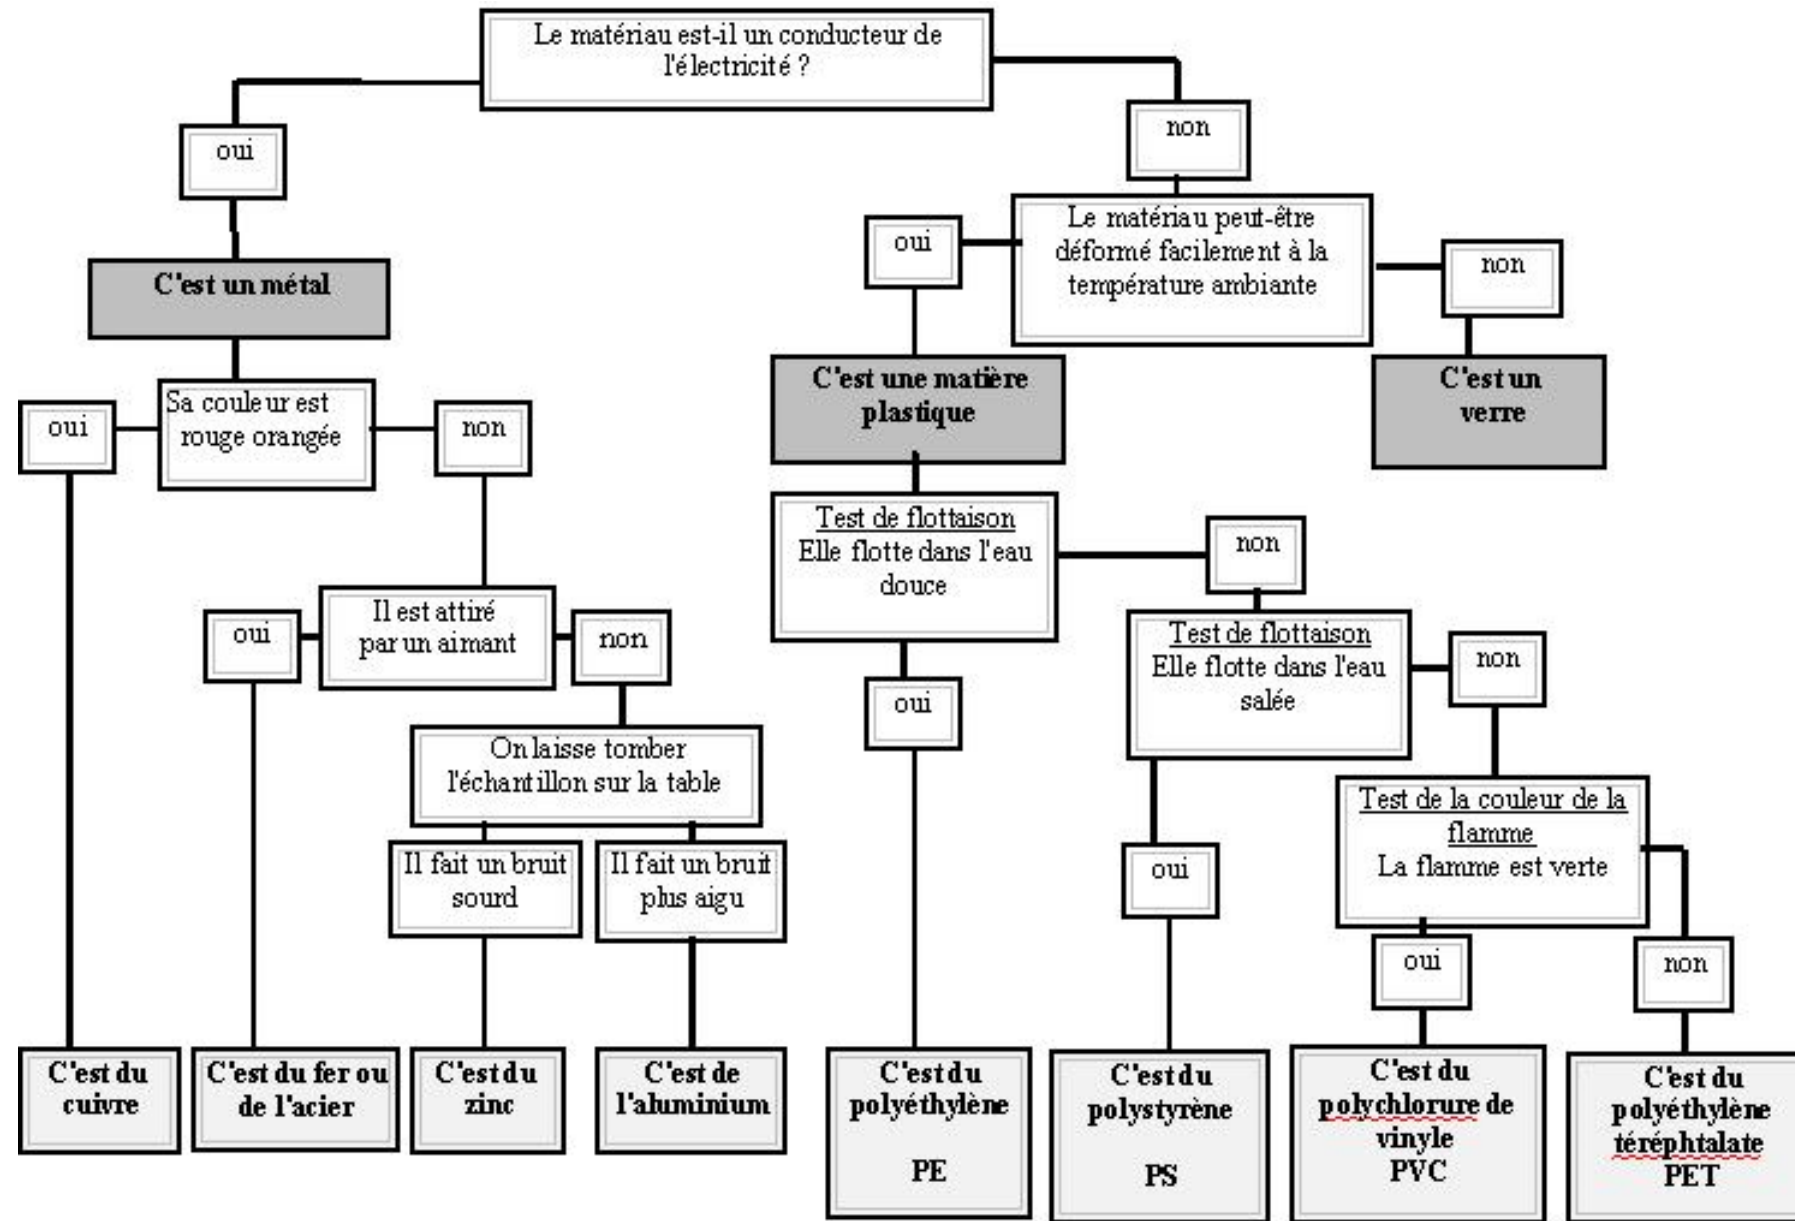 Le matériau est-il un conducteur de
l'électricité ?
oui
non
C'est un métal
oui
Le matériau peut-être
déformé facilement à la
température ambiante
non
C'est une matière
plastique
C'est un
verre
oui
Sa couleur est
rouge orangée
non
Test de flottaison
Elle flotte dans l'eau
douce
non
oui
Il est attiré
par un aimant
non
oui
Test de flottaison
Elle flotte dans l'eau
salée
non
On laisse tomber
l'échantillon sur la table
Il fait un bruit
sourd
Il fait un bruit
plus aigu
oui
Test de la couleur de la
flamme
La flamme est verte
oui
non
C'est du
cuivre
C'est du fer ou
de l'acier
C'est du
zinc
C'est de
l'aluminium
C'est du
polyéthylène
PE
C'est du
polystyrène
PS
C'est du
polychlorure de
vinyle
PVC
C'est du
polyéthylène
téréphtalate
PET